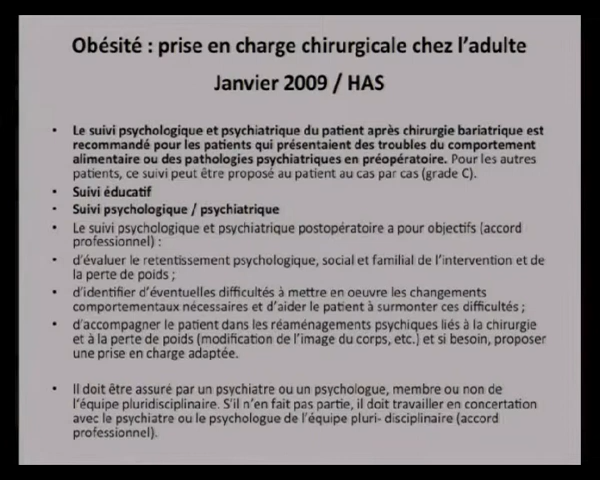 Obésité : prise en charge chirurgicale chez l'adulte
Janvier 2009 / HAS
• Le suivi psychologique et psychiatrique du patient après chirurgie bariatrique est
recommandé pour les patients qui présentaient des troubles du comportement
alimentaire ou des pathologies psychiatriques en préopératoire. Pour les autres
patients, ce suivi peut être proposé au patient au cas par cas (grade C).
• Suivi éducatif
• Suivi psychologique / psychiatrique
• Le suivi psychologique et psychiatrique postopératoire a pour objectifs (accord
professionnel) :
• d'évaluer le retentissement psychologique, social et familial de l'intervention et de
la perte de poids ;
• d'identifier d'éventuelles difficultés à mettre en oeuvre les changements
comportementaux nécessaires et d'aider le patient à surmonter ces difficultés ;
• d'accompagner le patient dans les réaménagements psychiques liés à la chirurgie
et à la perte de poids (modification de l'image du corps, etc.) et si besoin, proposer
une prise en charge adaptée.
• Il doit être assuré par un psychiatre ou un psychologue, membre ou non de
l'équipe pluridisciplinaire. S'il n'en fait pas partie, il doit travailler en concertation
avec le psychiatre ou le psychologue de l'équipe pluri- disciplinaire (accord
professionnel).